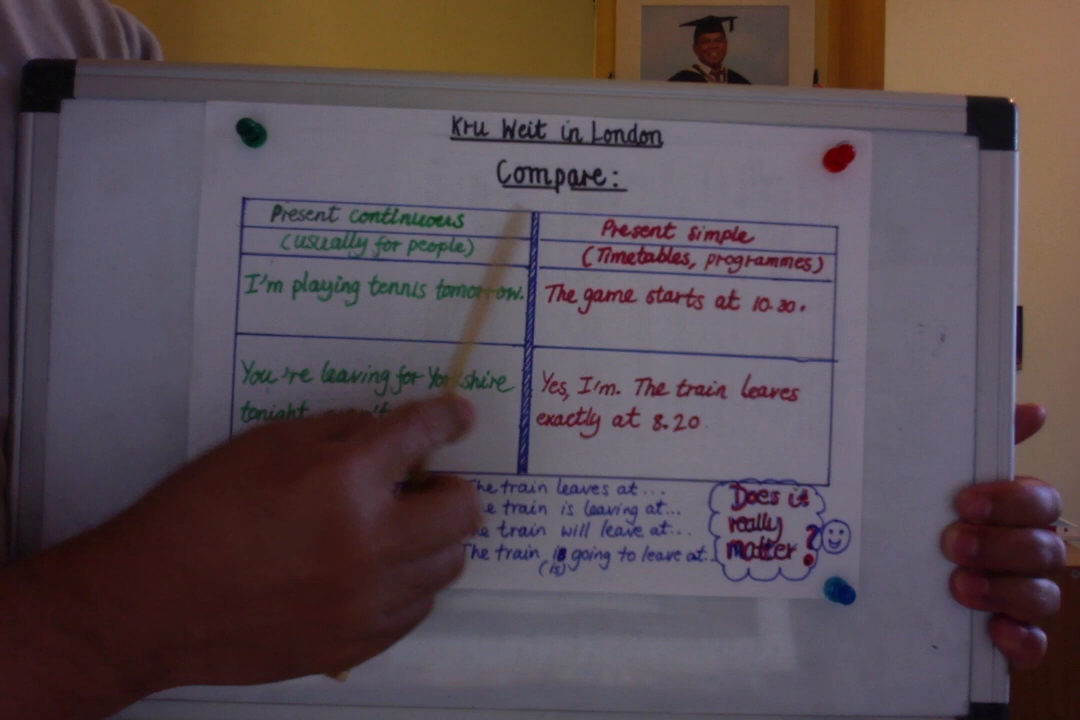 Kru Weit in London
Compare:
Present continuous
(usually for people)
I'm playing tennis tomorrow.
You're leaving for Yorkshire
tonight,
Present simple
(Timetables, programmes)
The game starts at 10.30.
Yes, I'm. The train leaves
exactly at 8.20
The train leaves at...
The train is leaving at...
The train will leave at...
The train is going to leave at...
(is)
Does it
really
matter?